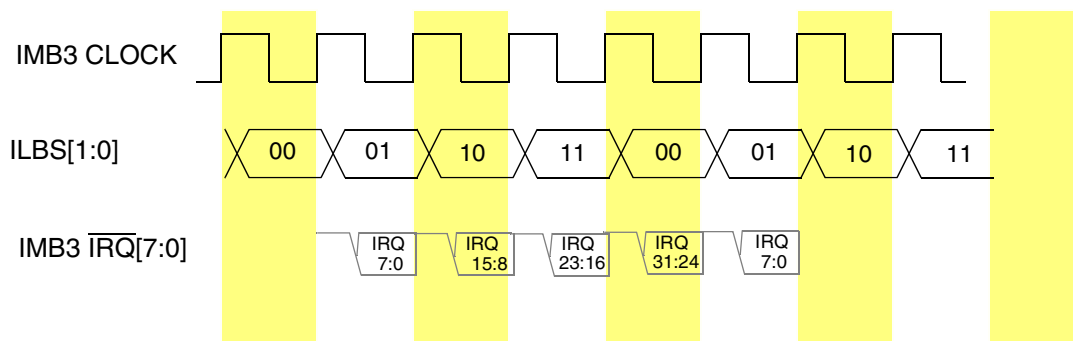 IMB3 CLOCK
ILBS[1:0] 00 01 10 11 00 01 10 11
IMB3 IRQ[7:0] IRQ IRQ IRQ IRQ IRQ
7:0 15:8 23:16 31:24 7:0